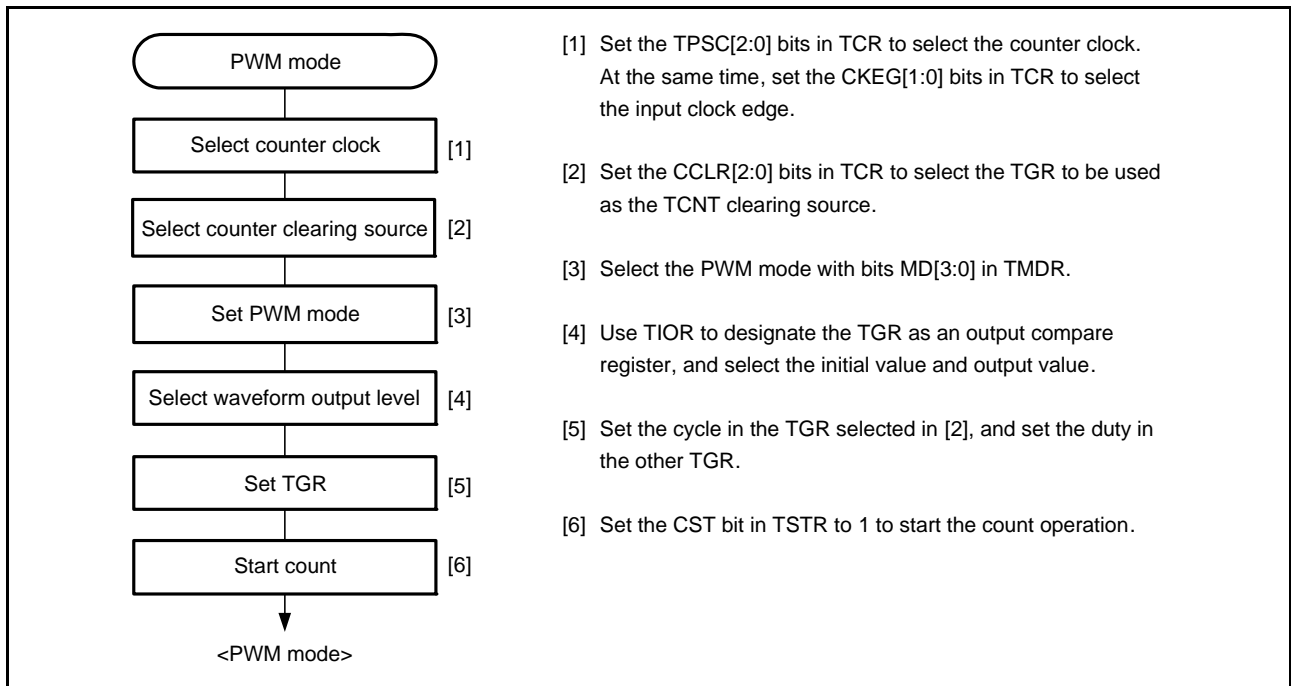 PWM mode
Select counter clock
[1]
Select counter clearing source
[2]
Set PWM mode
[3]
Select waveform output level
[4]
Set TGR
[5]
Start count
[6]
<PWM mode>
[1] Set the TPSC[2:0] bits in TCR to select the counter clock.
At the same time, set the CKEG[1:0] bits in TCR to select
the input clock edge.
[2] Set the CCLR[2:0] bits in TCR to select the TGR to be used
as the TCNT clearing source.
[3] Select the PWM mode with bits MD[3:0] in TMDR.
[4] Use TIOR to designate the TGR as an output compare
register, and select the initial value and output value.
[5] Set the cycle in the TGR selected in [2], and set the duty in
the other TGR.
[6] Set the CST bit in TSTR to 1 to start the count operation.